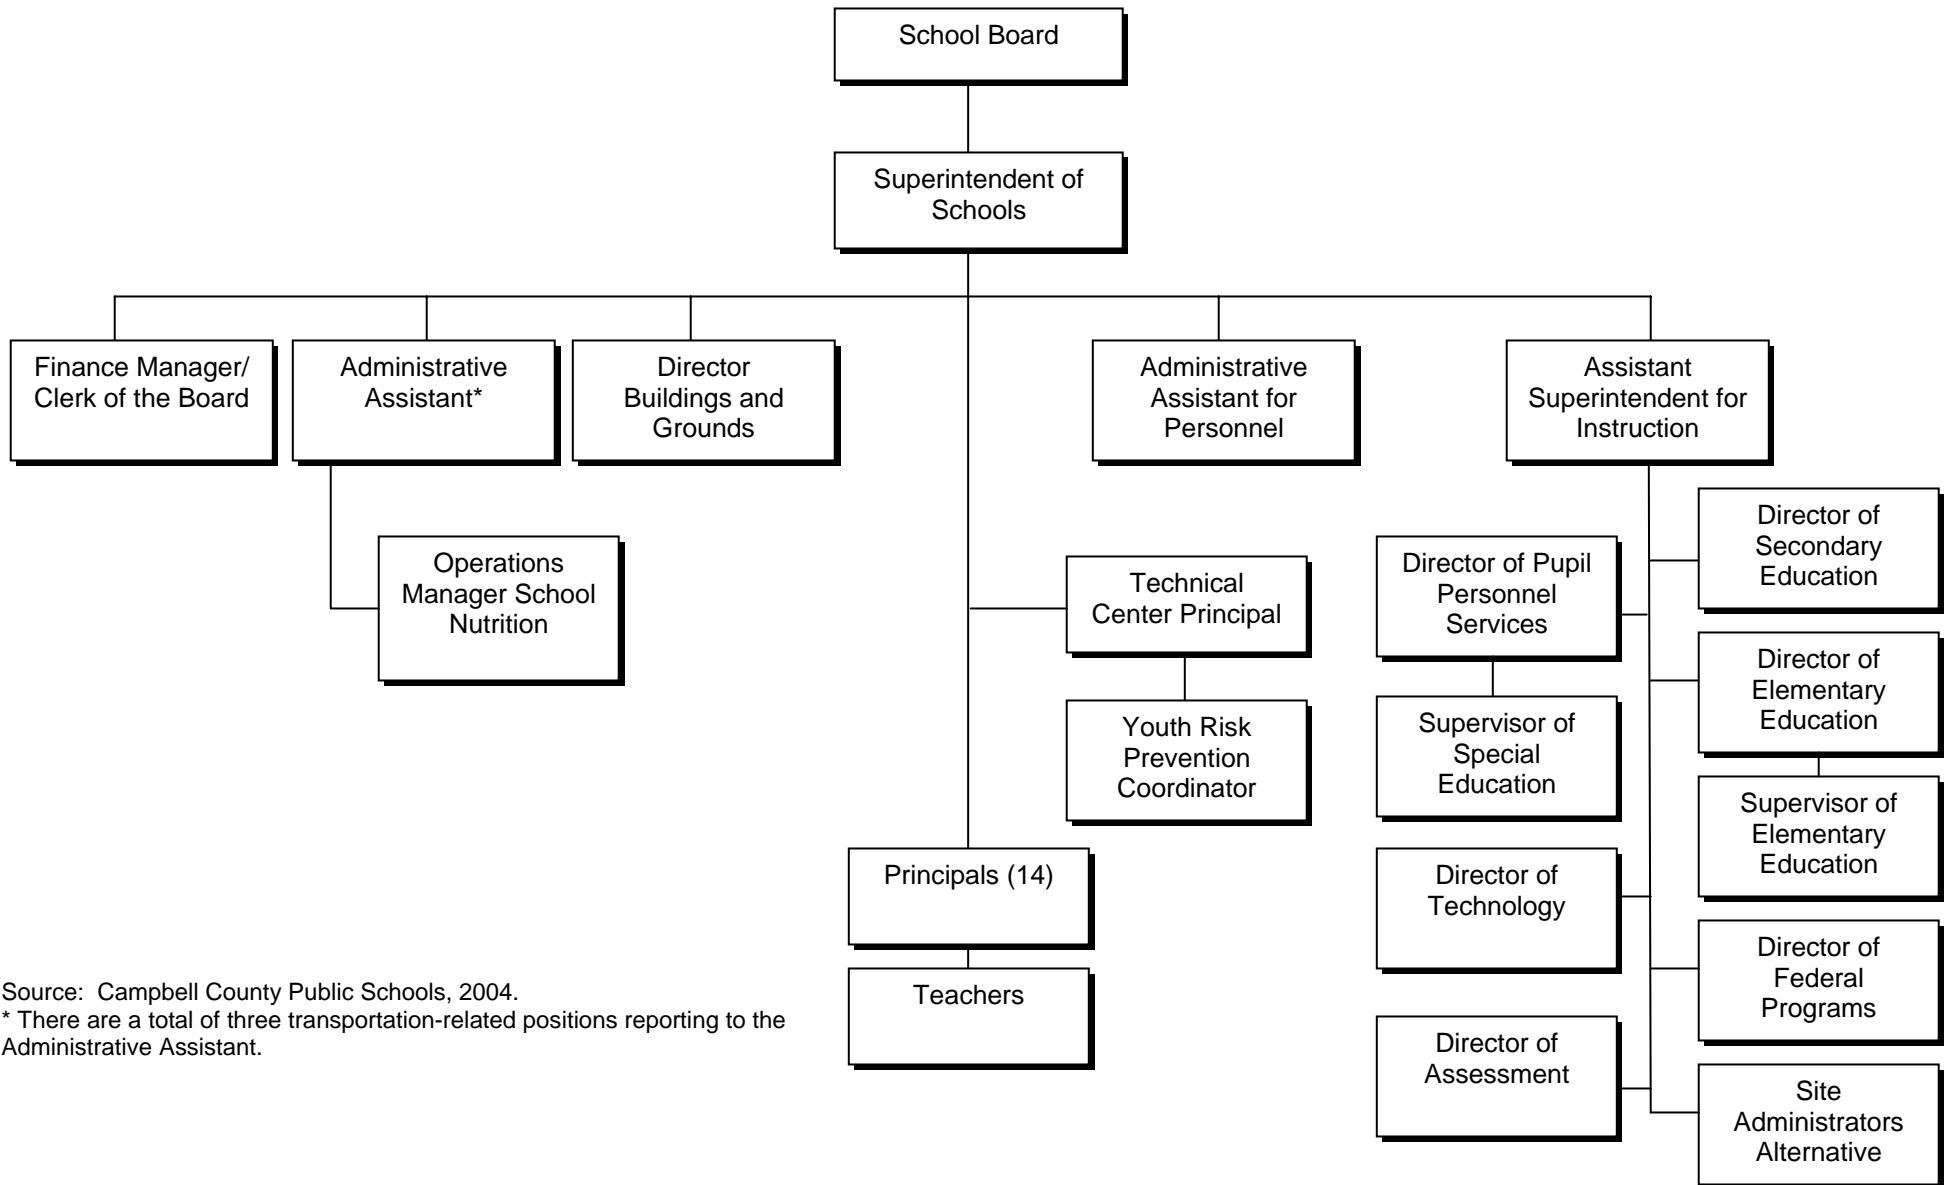 School Board
Superintendent of
Schools
Finance Manager/
Clerk of the Board
Administrative
Assistant*
Director
Buildings and
Grounds
Administrative
Assistant for
Personnel
Assistant
Superintendent for
Instruction
Operations
Manager School
Nutrition
Technical
Center Principal
Youth Risk
Prevention
Coordinator
Director of Pupil
Personnel
Services
Supervisor of
Special
Education
Director of
Secondary
Education
Director of
Elementary
Education
Supervisor of
Elementary
Education
Principals (14)
Teachers
Director of
Technology
Director of
Federal
Programs
Director of
Assessment
Site
Administrators
Alternative
Source:  Campbell County Public Schools, 2004.
* There are a total of three transportation-related positions reporting to the
Administrative Assistant.